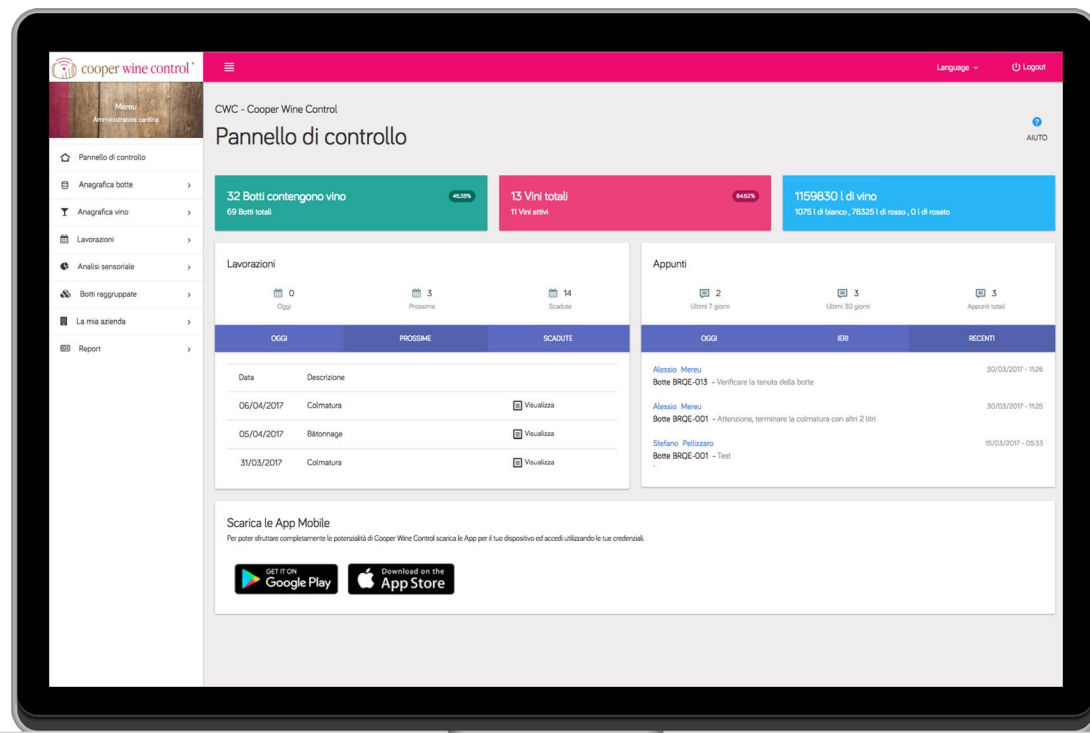 cooper wine control
Language
Logout
Mereu
Amministratore cantina
Pannello di controllo
Anagrafica botte
Anagrafica vino
Lavorazioni
Analisi sensoriale
Botti raggruppate
La mia azienda
Report
CWC - Cooper Wine Control
Pannello di controllo
AIUTO
32 Botti contengono vino
46.38%
69 Botti totali
13 Vini totali
84.62%
11 Vini attivi
1159830 l di vino
1075 l di bianco , 78325 l di rosso , 0 l di rosato
Lavorazioni
0
Oggi
3
Prossime
14
Scadute
OGGI PROSSIME SCADUTE
Data Descrizione
06/04/2017 Colmatura Visualizza
05/04/2017 Bâtonnage Visualizza
31/03/2017 Colmatura Visualizza
Appunti
2
Ultimi 7 giorni
3
Ultimi 30 giorni
3
Appunti totali
OGGI IERI RECENTI
Alessio Mereu 30/03/2017 - 11:26
Botte BRQE-013 - Verificare la tenuta della botte
Alessio Mereu 30/03/2017 - 11:25
Botte BRQE-001 - Attenzione, terminare la colmatura con altri 2 litri
Stefano Pellizzaro 15/03/2017 - 05:33
Botte BRQE-001 - Test
Scarica le App Mobile
Per poter sfruttare completamente le potenzialità di Cooper Wine Control scarica le App per il tuo dispositivo ed accedi utilizzando le tue credenziali.
GET IT ON
Google Play
Download on the
App Store